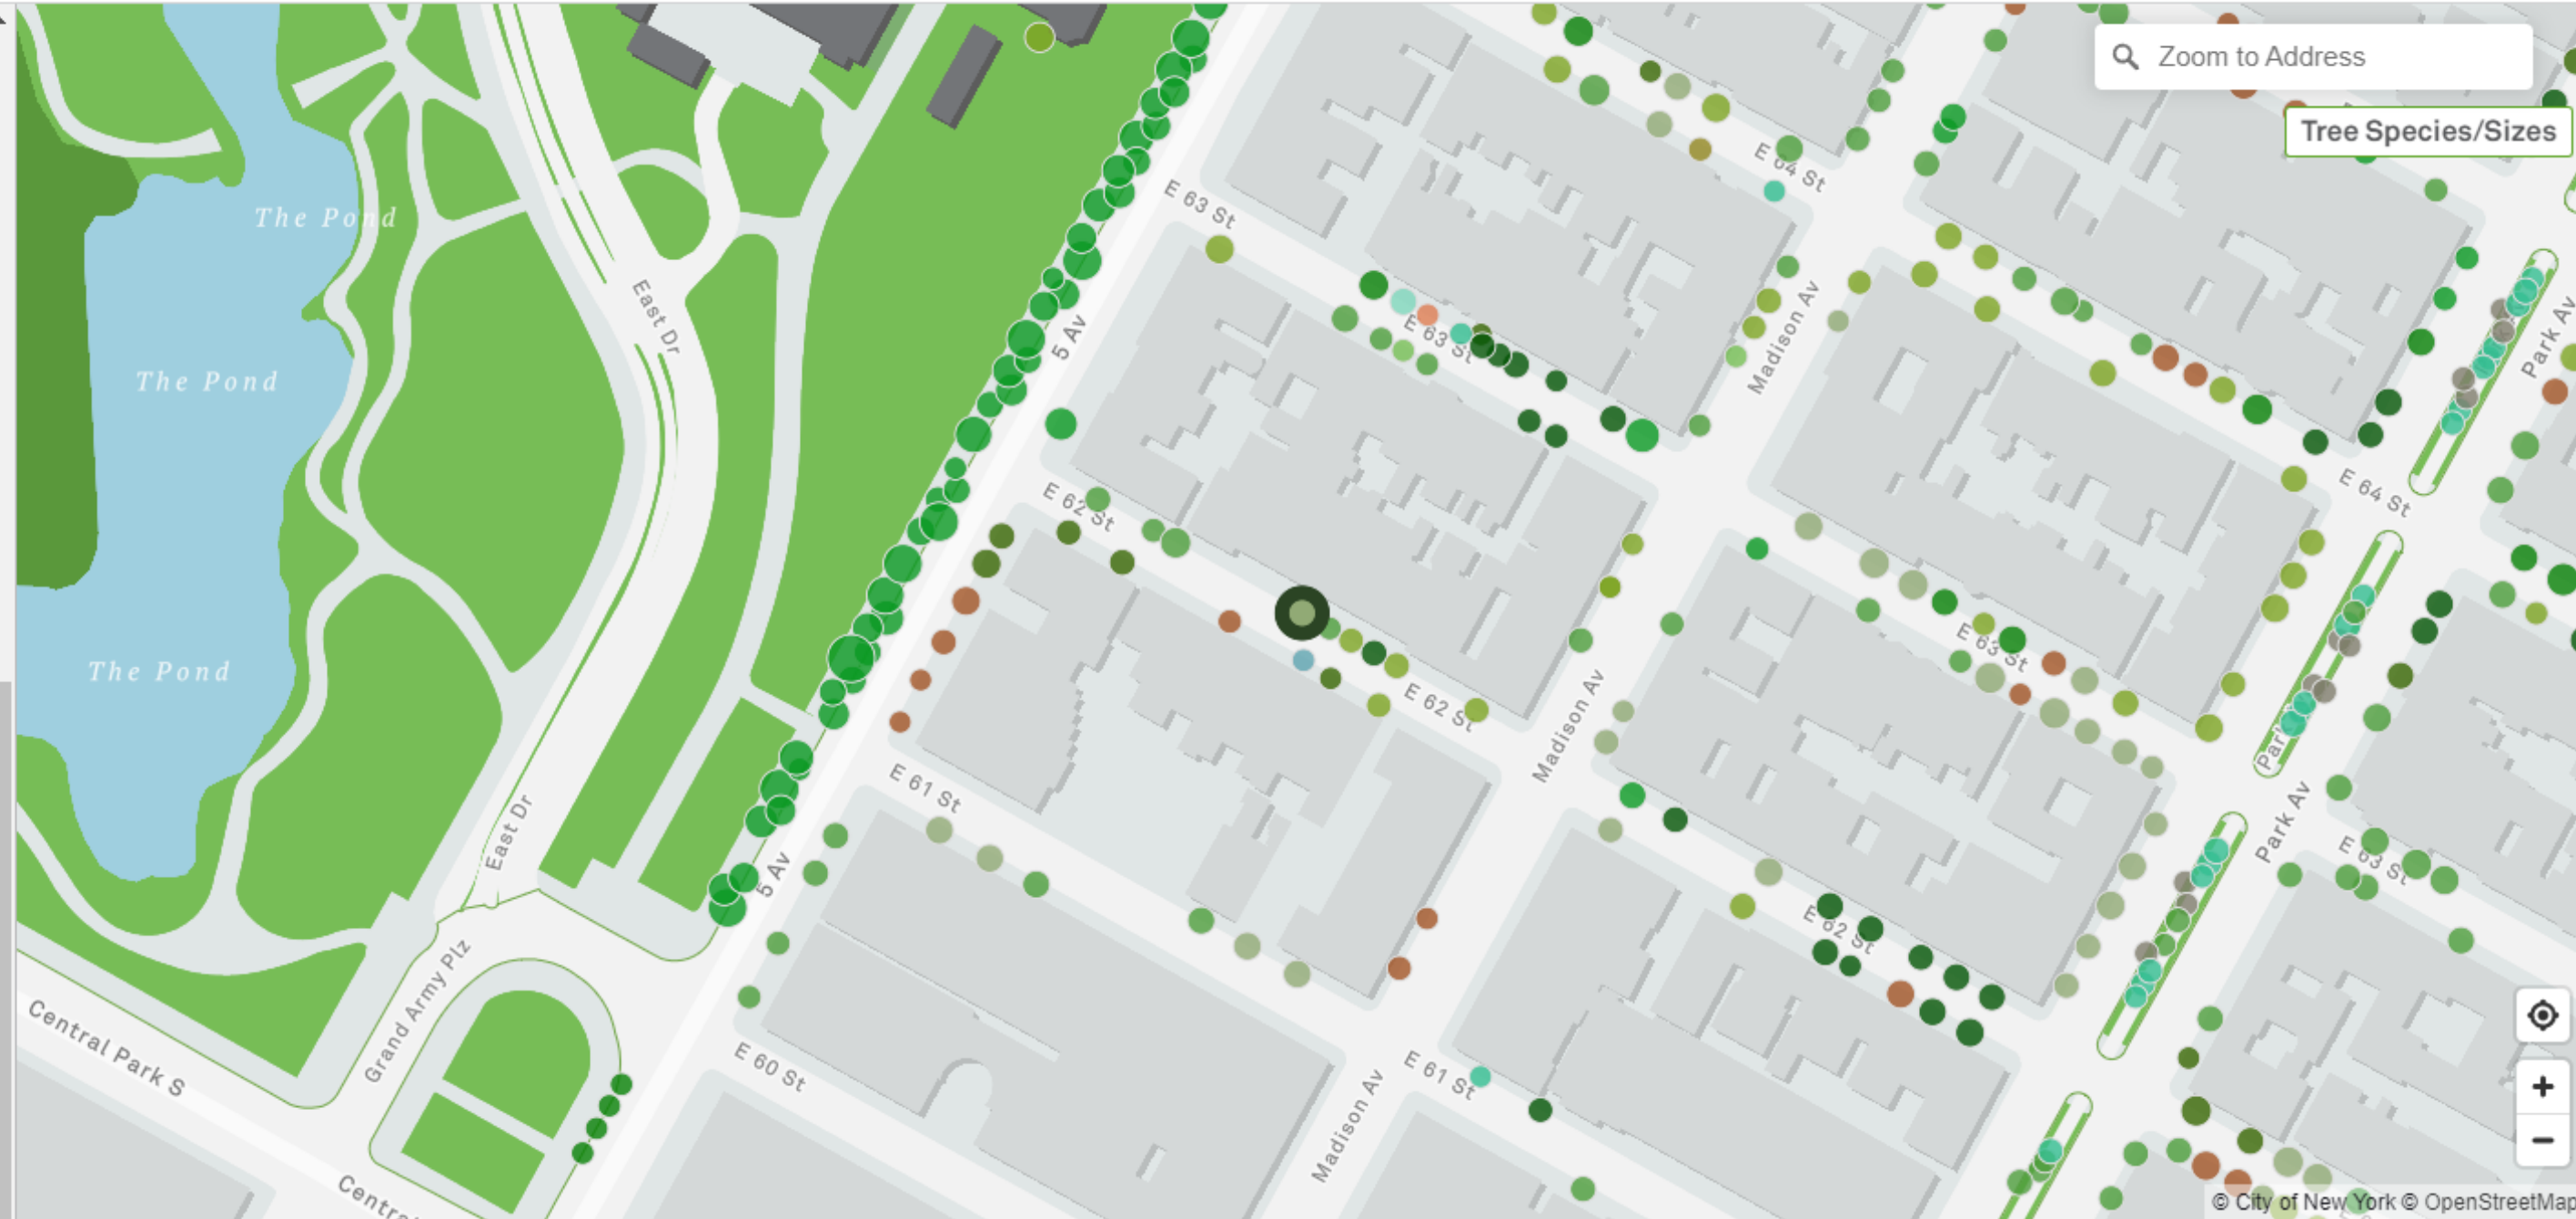 Zoom to Address
Tree Species/Sizes
E 64 St
The Pond
E 63 St
East Dr
5 Av
E 63 St
Madison Av
Park Av
The Pond
E 62 St
E 64 St
E 63 St
The Pond
E 62 St
Madison Av
Park Av
E 61 St
East Dr
5 Av
E 63 St
E 62 St
Grand Army Plz
Central Park S
E 60 St
E 61 St
Madison Av
© City of New York © OpenStreetMap